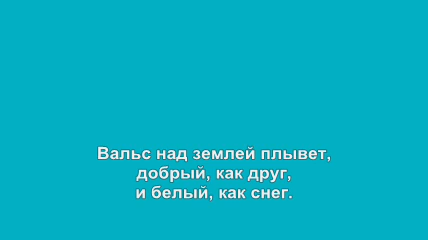 Вальс над землей плывет,
добрый, как друг,
и белый, как снег.